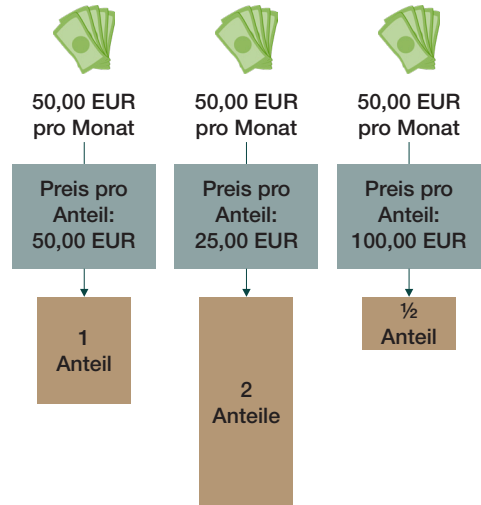 50,00 EUR
pro Monat
Preis pro
Anteil:
50,00 EUR
1
Anteil
50,00 EUR
pro Monat
Preis pro
Anteil:
25,00 EUR
2
Anteile
50,00 EUR
pro Monat
Preis pro
Anteil:
100,00 EUR
½
Anteil